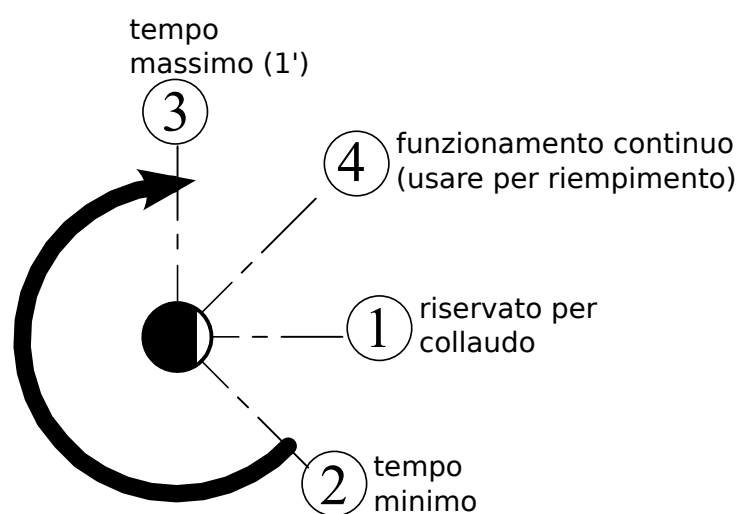 tempo
massimo (1')
3
4
funzionamento continuo
(usare per riempimento)
1
riservato per
collaudo
2
tempo
minimo